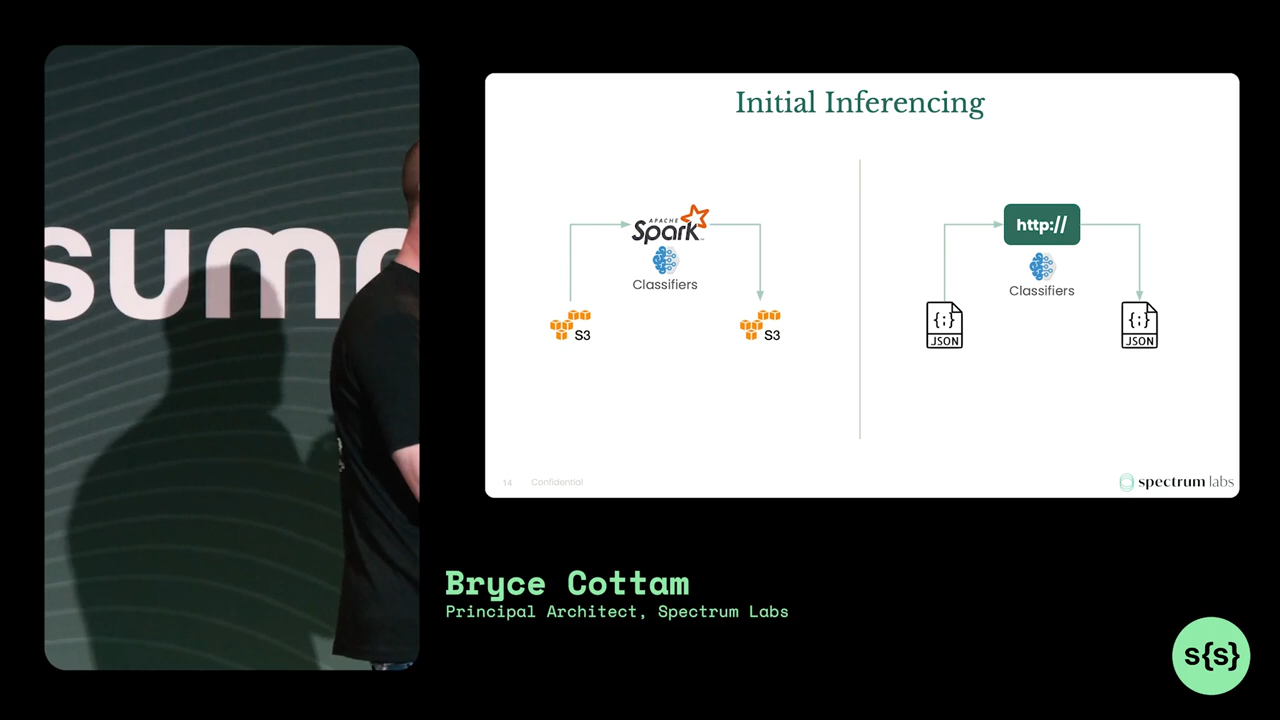 sumr
Initial Inferencing
APACHE
Spark
Classifiers
S3
S3
http://
Classifiers
{;}
JSON
{;}
JSON
14 Confidential
spectrum labs
Bryce Cottam
Principal Architect, Spectrum Labs
s{s}